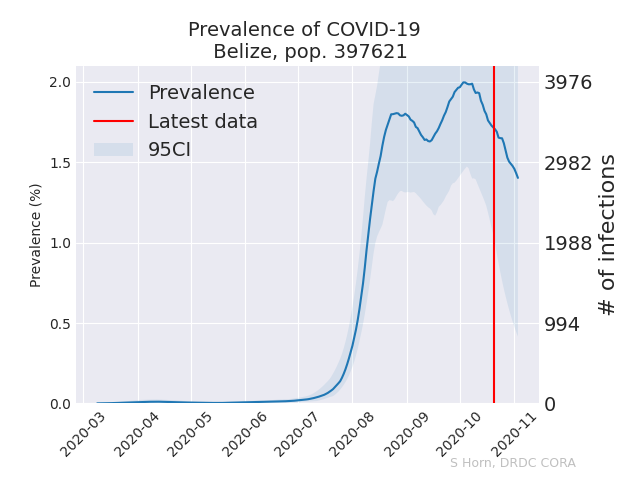 Prevalence of COVID-19
Belize, pop. 397621
Prevalence
Latest data
95CI
Prevalence (%)
2.0
1.5
1.0
0.5
0.0
3976
2982
1988
994
0
# of infections
2020-03
2020-04
2020-05
2020-06
2020-07
2020-08
2020-09
2020-10
2020-11
S Horn, DRDC CORA